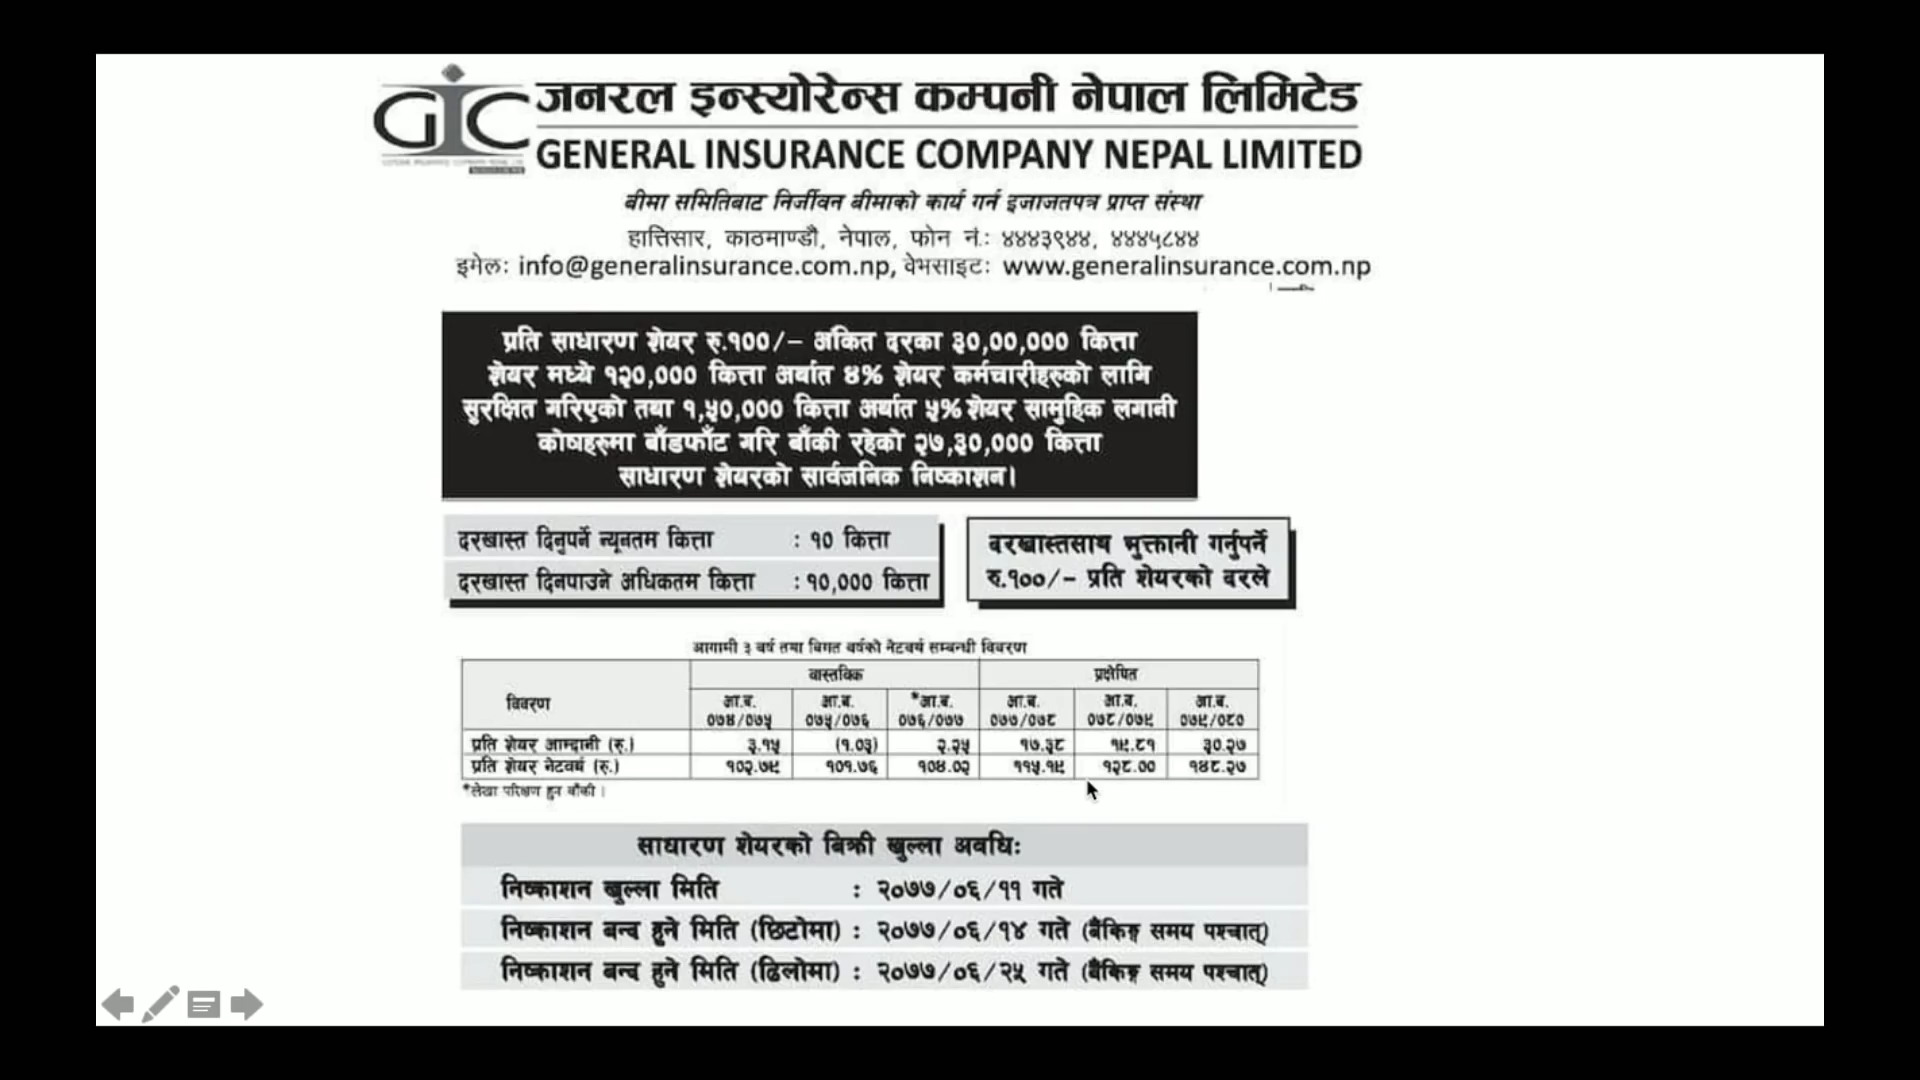 GIC
जनरल इन्स्योरेन्स कम्पनी नेपाल लिमिटेड
GENERAL INSURANCE COMPANY NEPAL LIMITED
बीमा समितिबाट निर्जीवन बीमाको कार्य गर्न इजाजतपत्र प्राप्त संस्था
हात्तिसार, काठमाण्डौ, नेपाल, फोन नं.: ४४४३९४४, ४४४५८४४
इमेल: info@generalinsurance.com.np, वेभसाइट: www.generalinsurance.com.np
प्रति साधारण शेयर रु.१००/– अंकित दरका ३०,००,००० कित्ता
शेयर मध्ये १२०,००० कित्ता अर्थात ४% शेयर कर्मचारीहरुको लागि
सुरक्षित गरिएको तथा १,५०,००० कित्ता अर्थात ५% शेयर सामुहिक लगानी
कोषहरुमा बाँडफाँट गरि बाँकी रहेको २७,३०,००० कित्ता
साधारण शेयरको सार्वजनिक निष्काशन।
दरखास्त दिनुपर्ने न्यूनतम कित्ता : १० कित्ता
दरखास्त दिनपाउने अधिकतम कित्ता : १०,००० कित्ता
दरखास्तसाथ भुक्तानी गर्नुपर्ने
रु.१००/– प्रति शेयरको दरले
आगामी ३ वर्ष तथा विगत वर्षको नेटवर्थ सम्बन्धी विवरण
विवरण वास्तविक प्रक्षेपित
आ.व. ०७४/०७५ आ.व. ०७५/०७६ *आ.व. ०७६/०७७ आ.व. ०७७/०७८ आ.व. ०७८/०७९ आ.व. ०७९/०८०
प्रति शेयर आम्दानी (रु.) ३.१५ (१.०३) २.२५ १७.३८ १९.८१ ३०.२७
प्रति शेयर नेटवर्थ (रु.) १०२.७९ १०१.७६ १०४.०२ ११५.१९ १२८.०० १४८.२७
*लेखा परिक्षण हुन बाँकी ।
साधारण शेयरको बिक्री खुल्ला अवधि:
निष्काशन खुल्ला मिति : २०७७/०६/११ गते
निष्काशन बन्द हुने मिति (छिटोमा) : २०७७/०६/१४ गते (बैंकिङ्ग समय पश्चात्)
निष्काशन बन्द हुने मिति (ढिलोमा) : २०७७/०६/२५ गते (बैंकिङ्ग समय पश्चात्)